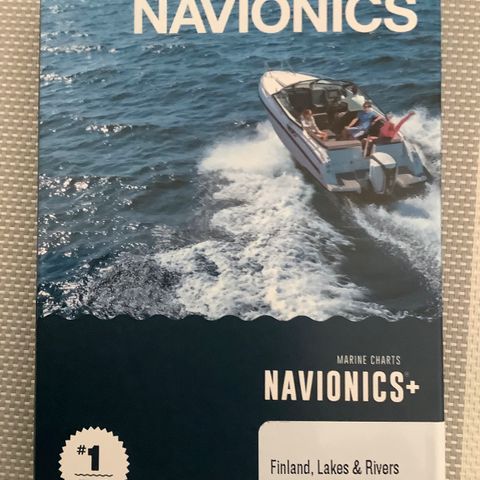 NAVIONICS
MARINE CHARTS
NAVIONICS®+
#1
Finland, Lakes & Rivers